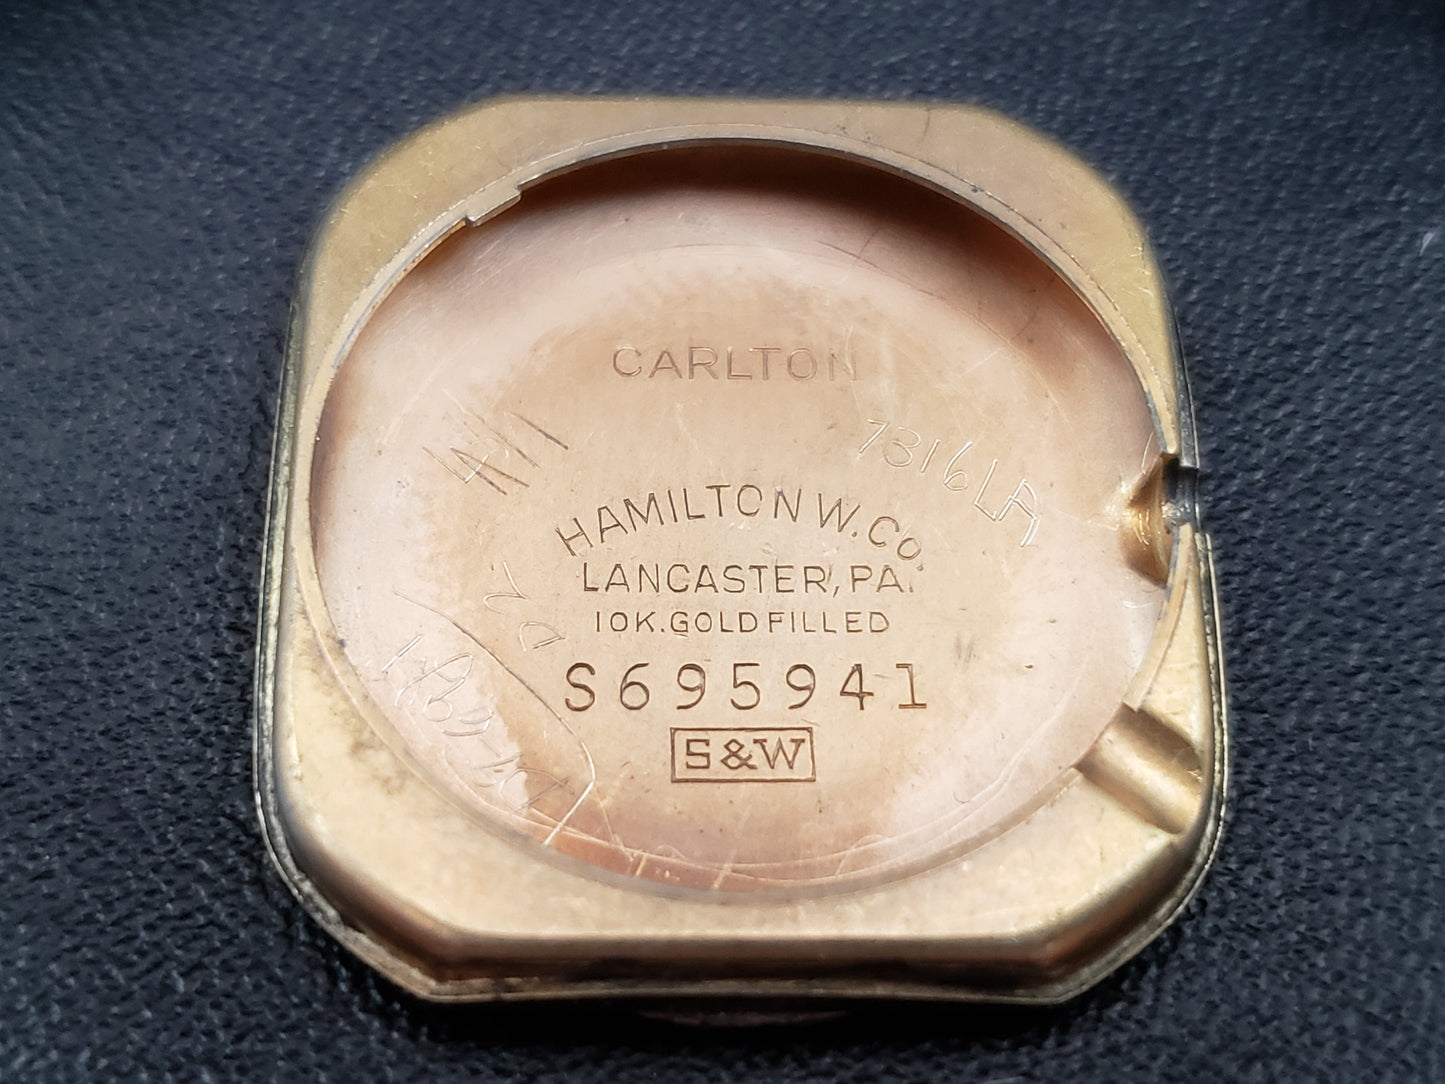 CARLTON
7316LA
HAMILTON W. CO.
LANCASTER, PA.
10K. GOLD FILLED
S695941
S&W